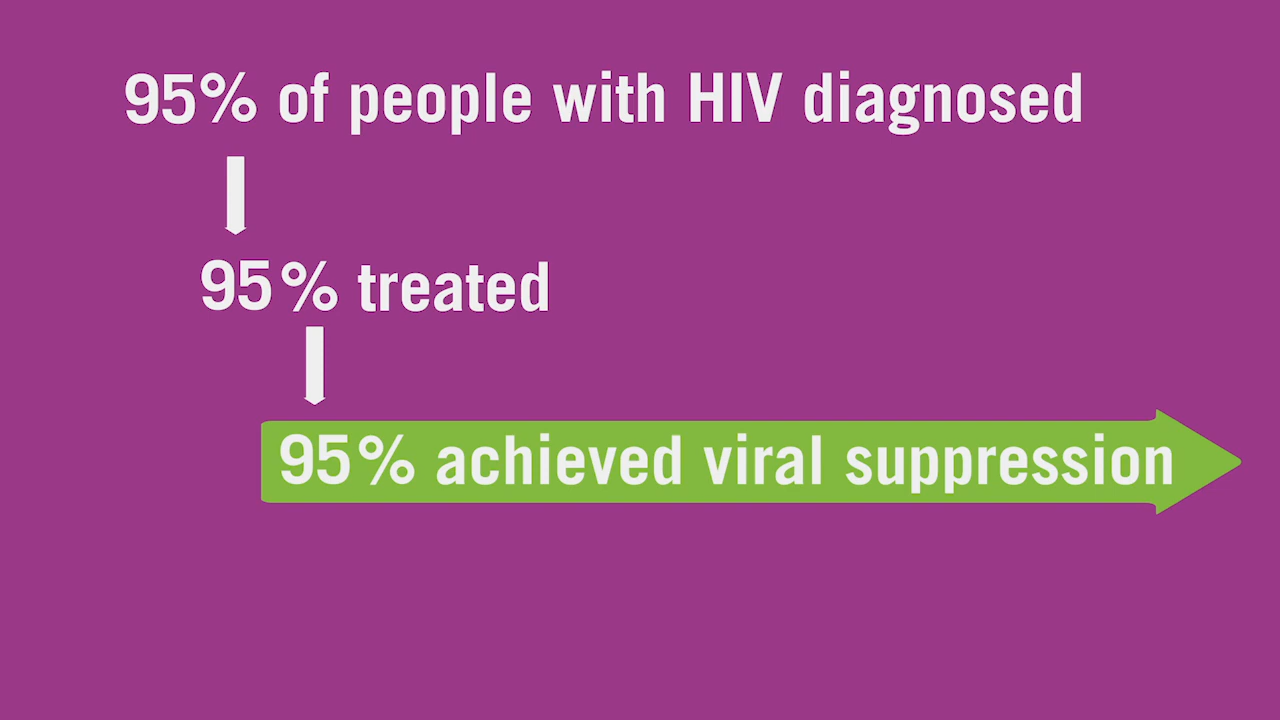 95% of people with HIV diagnosed
95% treated
95% achieved viral suppression